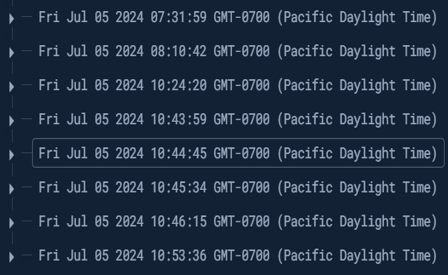 Fri Jul 05 2024 07:31:59 GMT-0700 (Pacific Daylight Time)
Fri Jul 05 2024 08:10:42 GMT-0700 (Pacific Daylight Time)
Fri Jul 05 2024 10:24:20 GMT-0700 (Pacific Daylight Time)
Fri Jul 05 2024 10:43:59 GMT-0700 (Pacific Daylight Time)
Fri Jul 05 2024 10:44:45 GMT-0700 (Pacific Daylight Time)
Fri Jul 05 2024 10:45:34 GMT-0700 (Pacific Daylight Time)
Fri Jul 05 2024 10:46:15 GMT-0700 (Pacific Daylight Time)
Fri Jul 05 2024 10:53:36 GMT-0700 (Pacific Daylight Time)